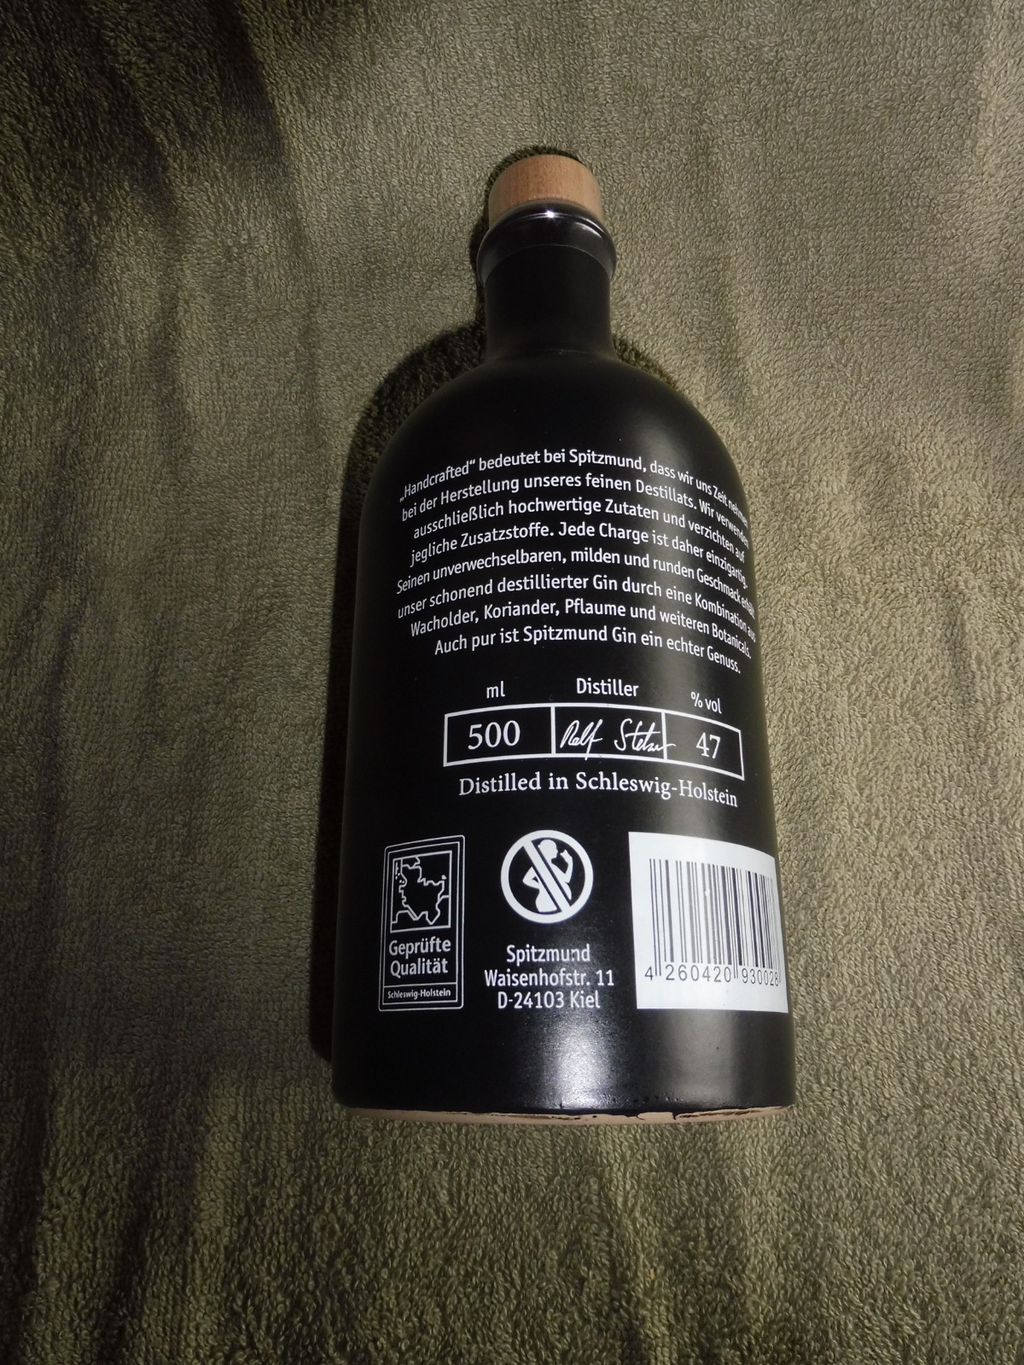 „Handcrafted“ bedeutet bei Spitzmund, dass wir uns Zeit nehmen
bei der Herstellung unseres feinen Destillats. Wir verwenden
ausschließlich hochwertige Zutaten und verzichten auf
jegliche Zusatzstoffe. Jede Charge ist daher einzigartig.
Seinen unverwechselbaren, milden und runden Geschmack erhält
unser schonend destillierter Gin durch eine Kombination aus
Wacholder, Koriander, Pflaume und weiteren Botanicals.
Auch pur ist Spitzmund Gin ein echter Genuss.
ml Distiller % vol
500 Ralf 47
Distilled in Schleswig-Holstein
Geprüfte
Qualität
Schleswig-Holstein
Spitzmund
Waisenhofstr. 11
D-24103 Kiel
4 260420 930028